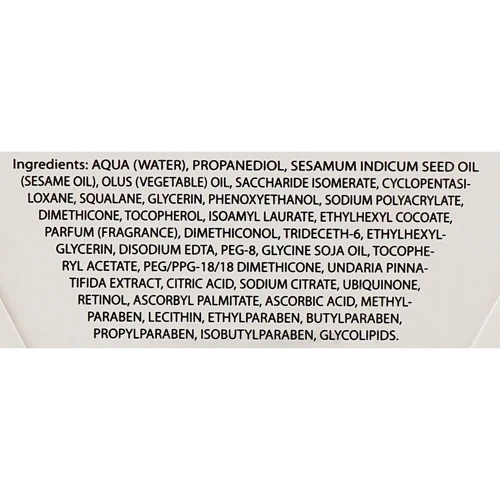 Ingredients: AQUA (WATER), PROPANEDIOL, SESAMUM INDICUM SEED OIL
(SESAME OIL), OLUS (VEGETABLE) OIL, SACCHARIDE ISOMERATE, CYCLOPENTASI-
LOXANE, SQUALANE, GLYCERIN, PHENOXYETHANOL, SODIUM POLYACRYLATE,
DIMETHICONE, TOCOPHEROL, ISOAMYL LAURATE, ETHYLHEXYL COCOATE,
PARFUM (FRAGRANCE), DIMETHICONOL, TRIDECETH-6, ETHYLHEXYL-
GLYCERIN, DISODIUM EDTA, PEG-8, GLYCINE SOJA OIL, TOCOPHE-
RYL ACETATE, PEG/PPG-18/18 DIMETHICONE, UNDARIA PINNA-
TIFIDA EXTRACT, CITRIC ACID, SODIUM CITRATE, UBIQUINONE,
RETINOL, ASCORBYL PALMITATE, ASCORBIC ACID, METHYL-
PARABEN, LECITHIN, ETHYLPARABEN, BUTYLPARABEN,
PROPYLPARABEN, ISOBUTYLPARABEN, GLYCOLIPIDS.